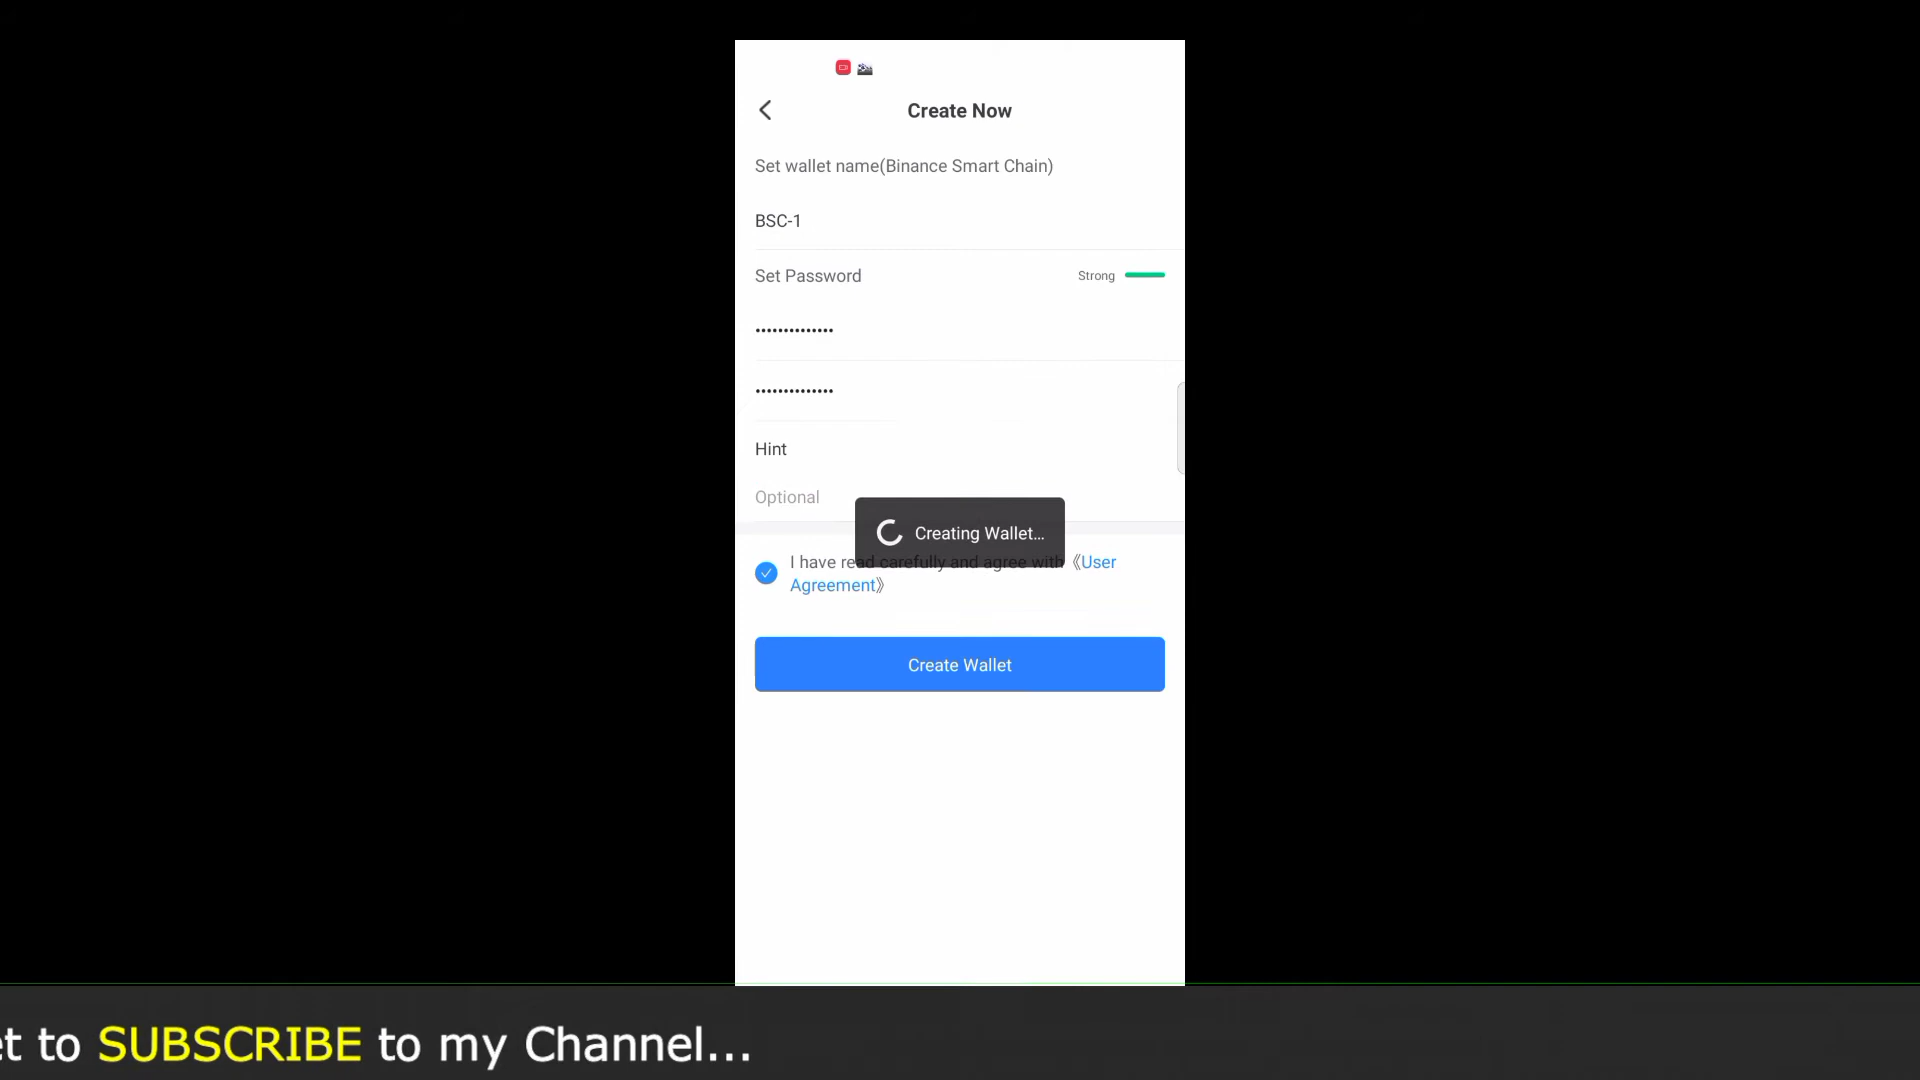 Create Now
Set wallet name(Binance Smart Chain)
BSC-1
Set Password
Strong
••••••••••••••
••••••••••••••
Hint
Optional
Creating Wallet...
I have read carefully and agree with《User
Agreement》
Create Wallet
to SUBSCRIBE to my Channel...